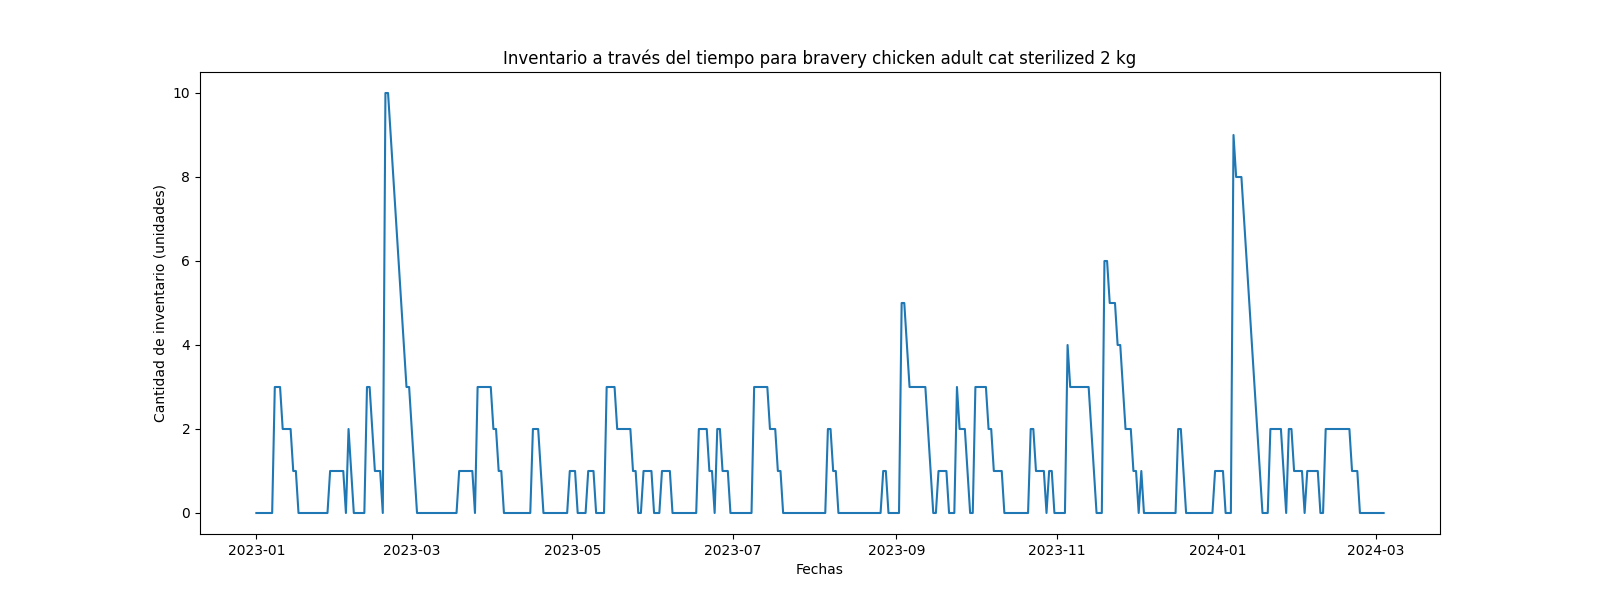 Inventario a través del tiempo para bravery chicken adult cat sterilized 2 kg
Cantidad de inventario (unidades)
10
8
6
4
2
0
2023-01 2023-03 2023-05 2023-07 2023-09 2023-11 2024-01 2024-03
Fechas